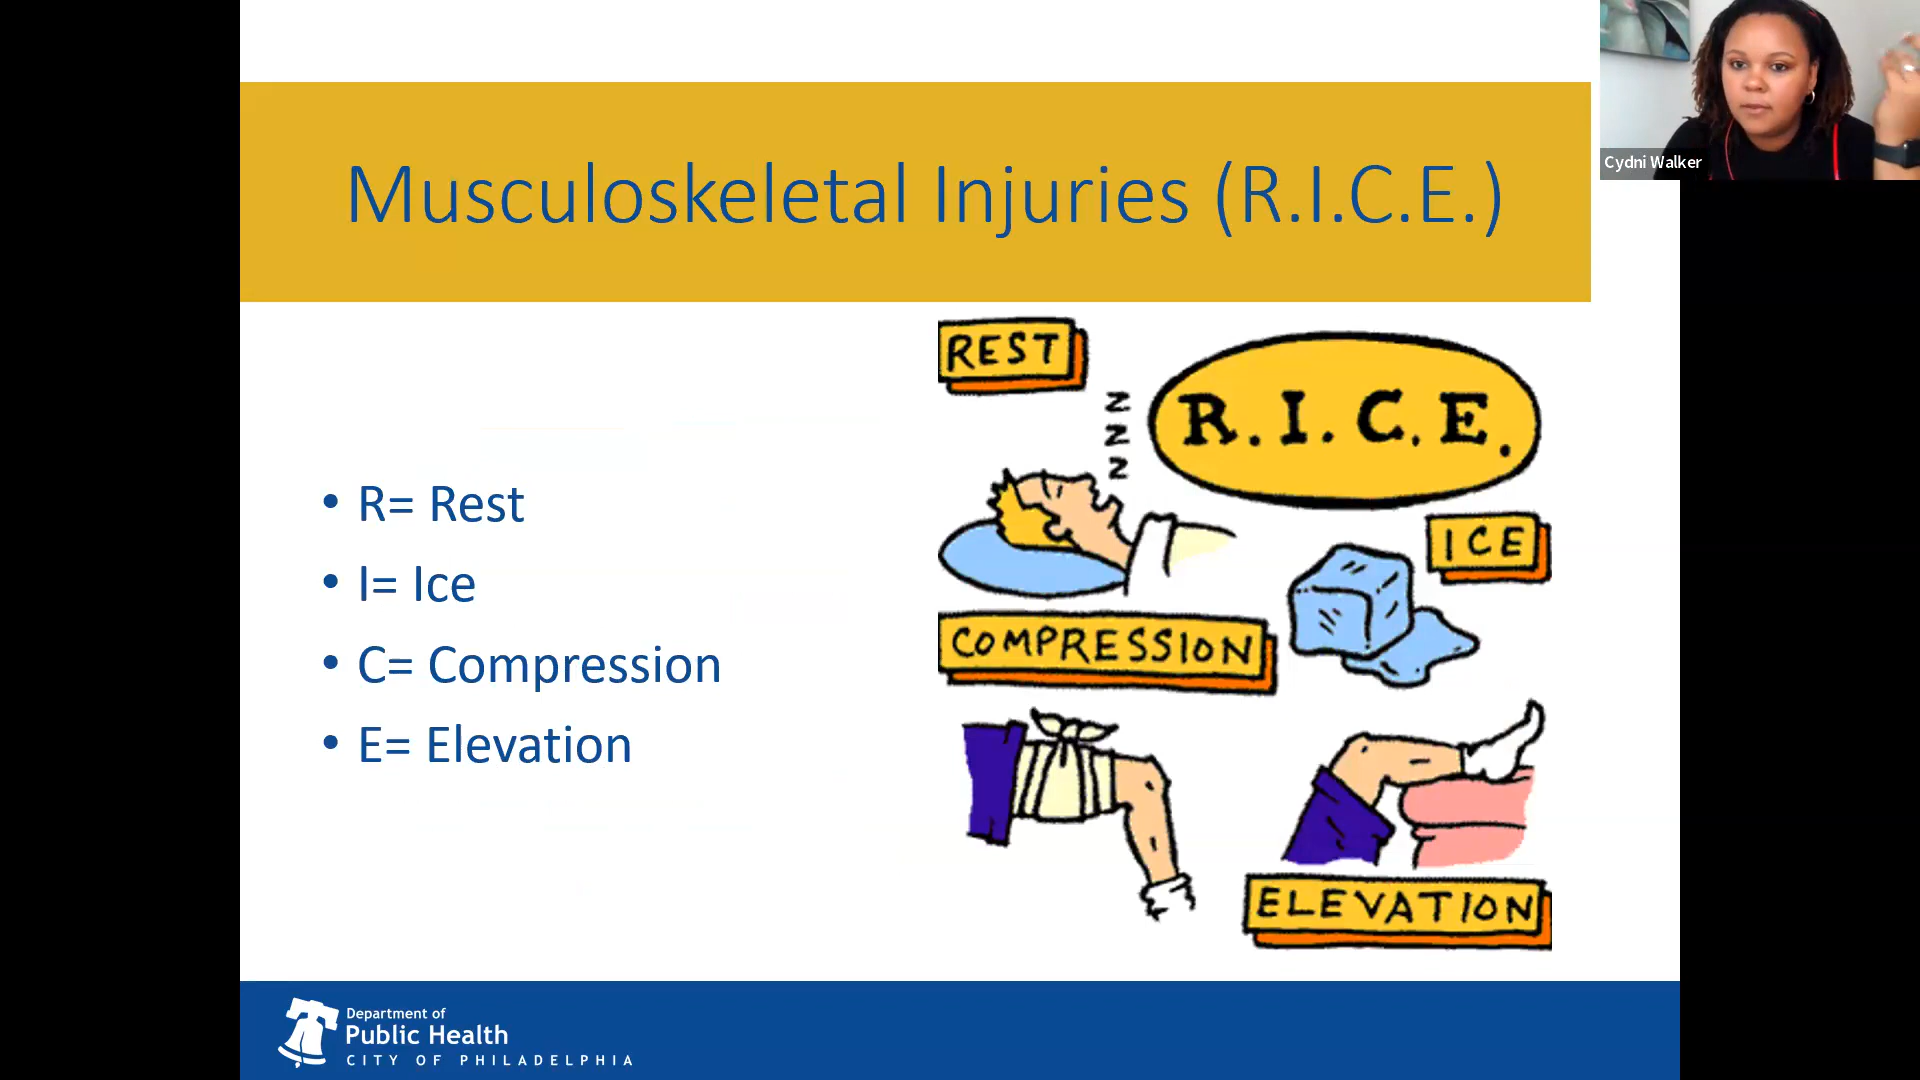 Musculoskeletal Injuries (R.I.C.E.)
Cydni Walker
• R= Rest
• I= Ice
• C= Compression
• E= Elevation
REST
R.I.C.E.
Z
Z
Z
ICE
COMPRESSION
ELEVATION
Department of
Public Health
CITY OF PHILADELPHIA